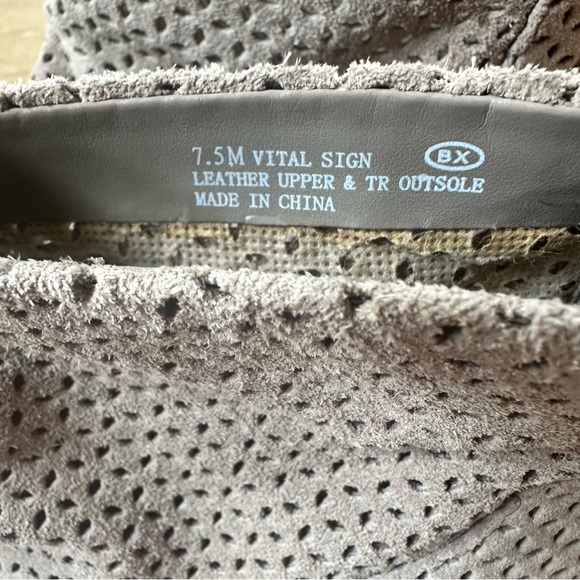 7.5M VITAL SIGN BX
LEATHER UPPER & TR OUTSOLE
MADE IN CHINA